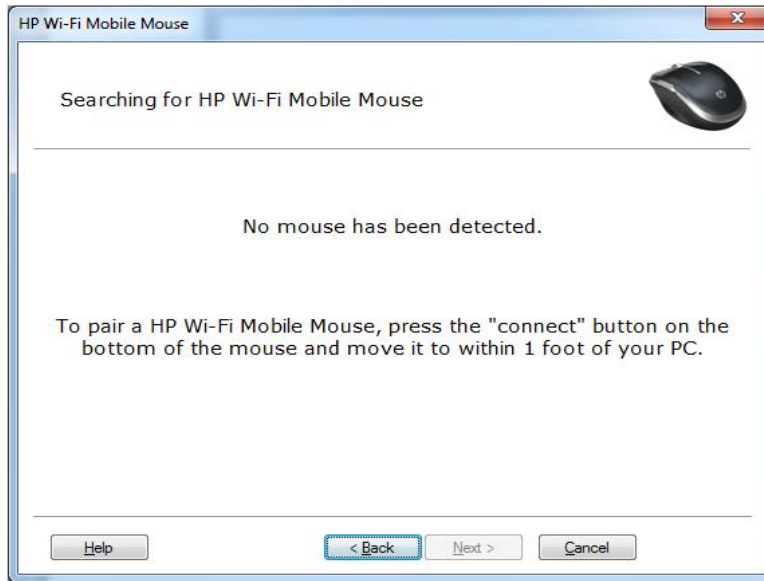 HP Wi-Fi Mobile Mouse
Searching for HP Wi-Fi Mobile Mouse
No mouse has been detected.
To pair a HP Wi-Fi Mobile Mouse, press the "connect" button on the
bottom of the mouse and move it to within 1 foot of your PC.
Help < Back Next > Cancel